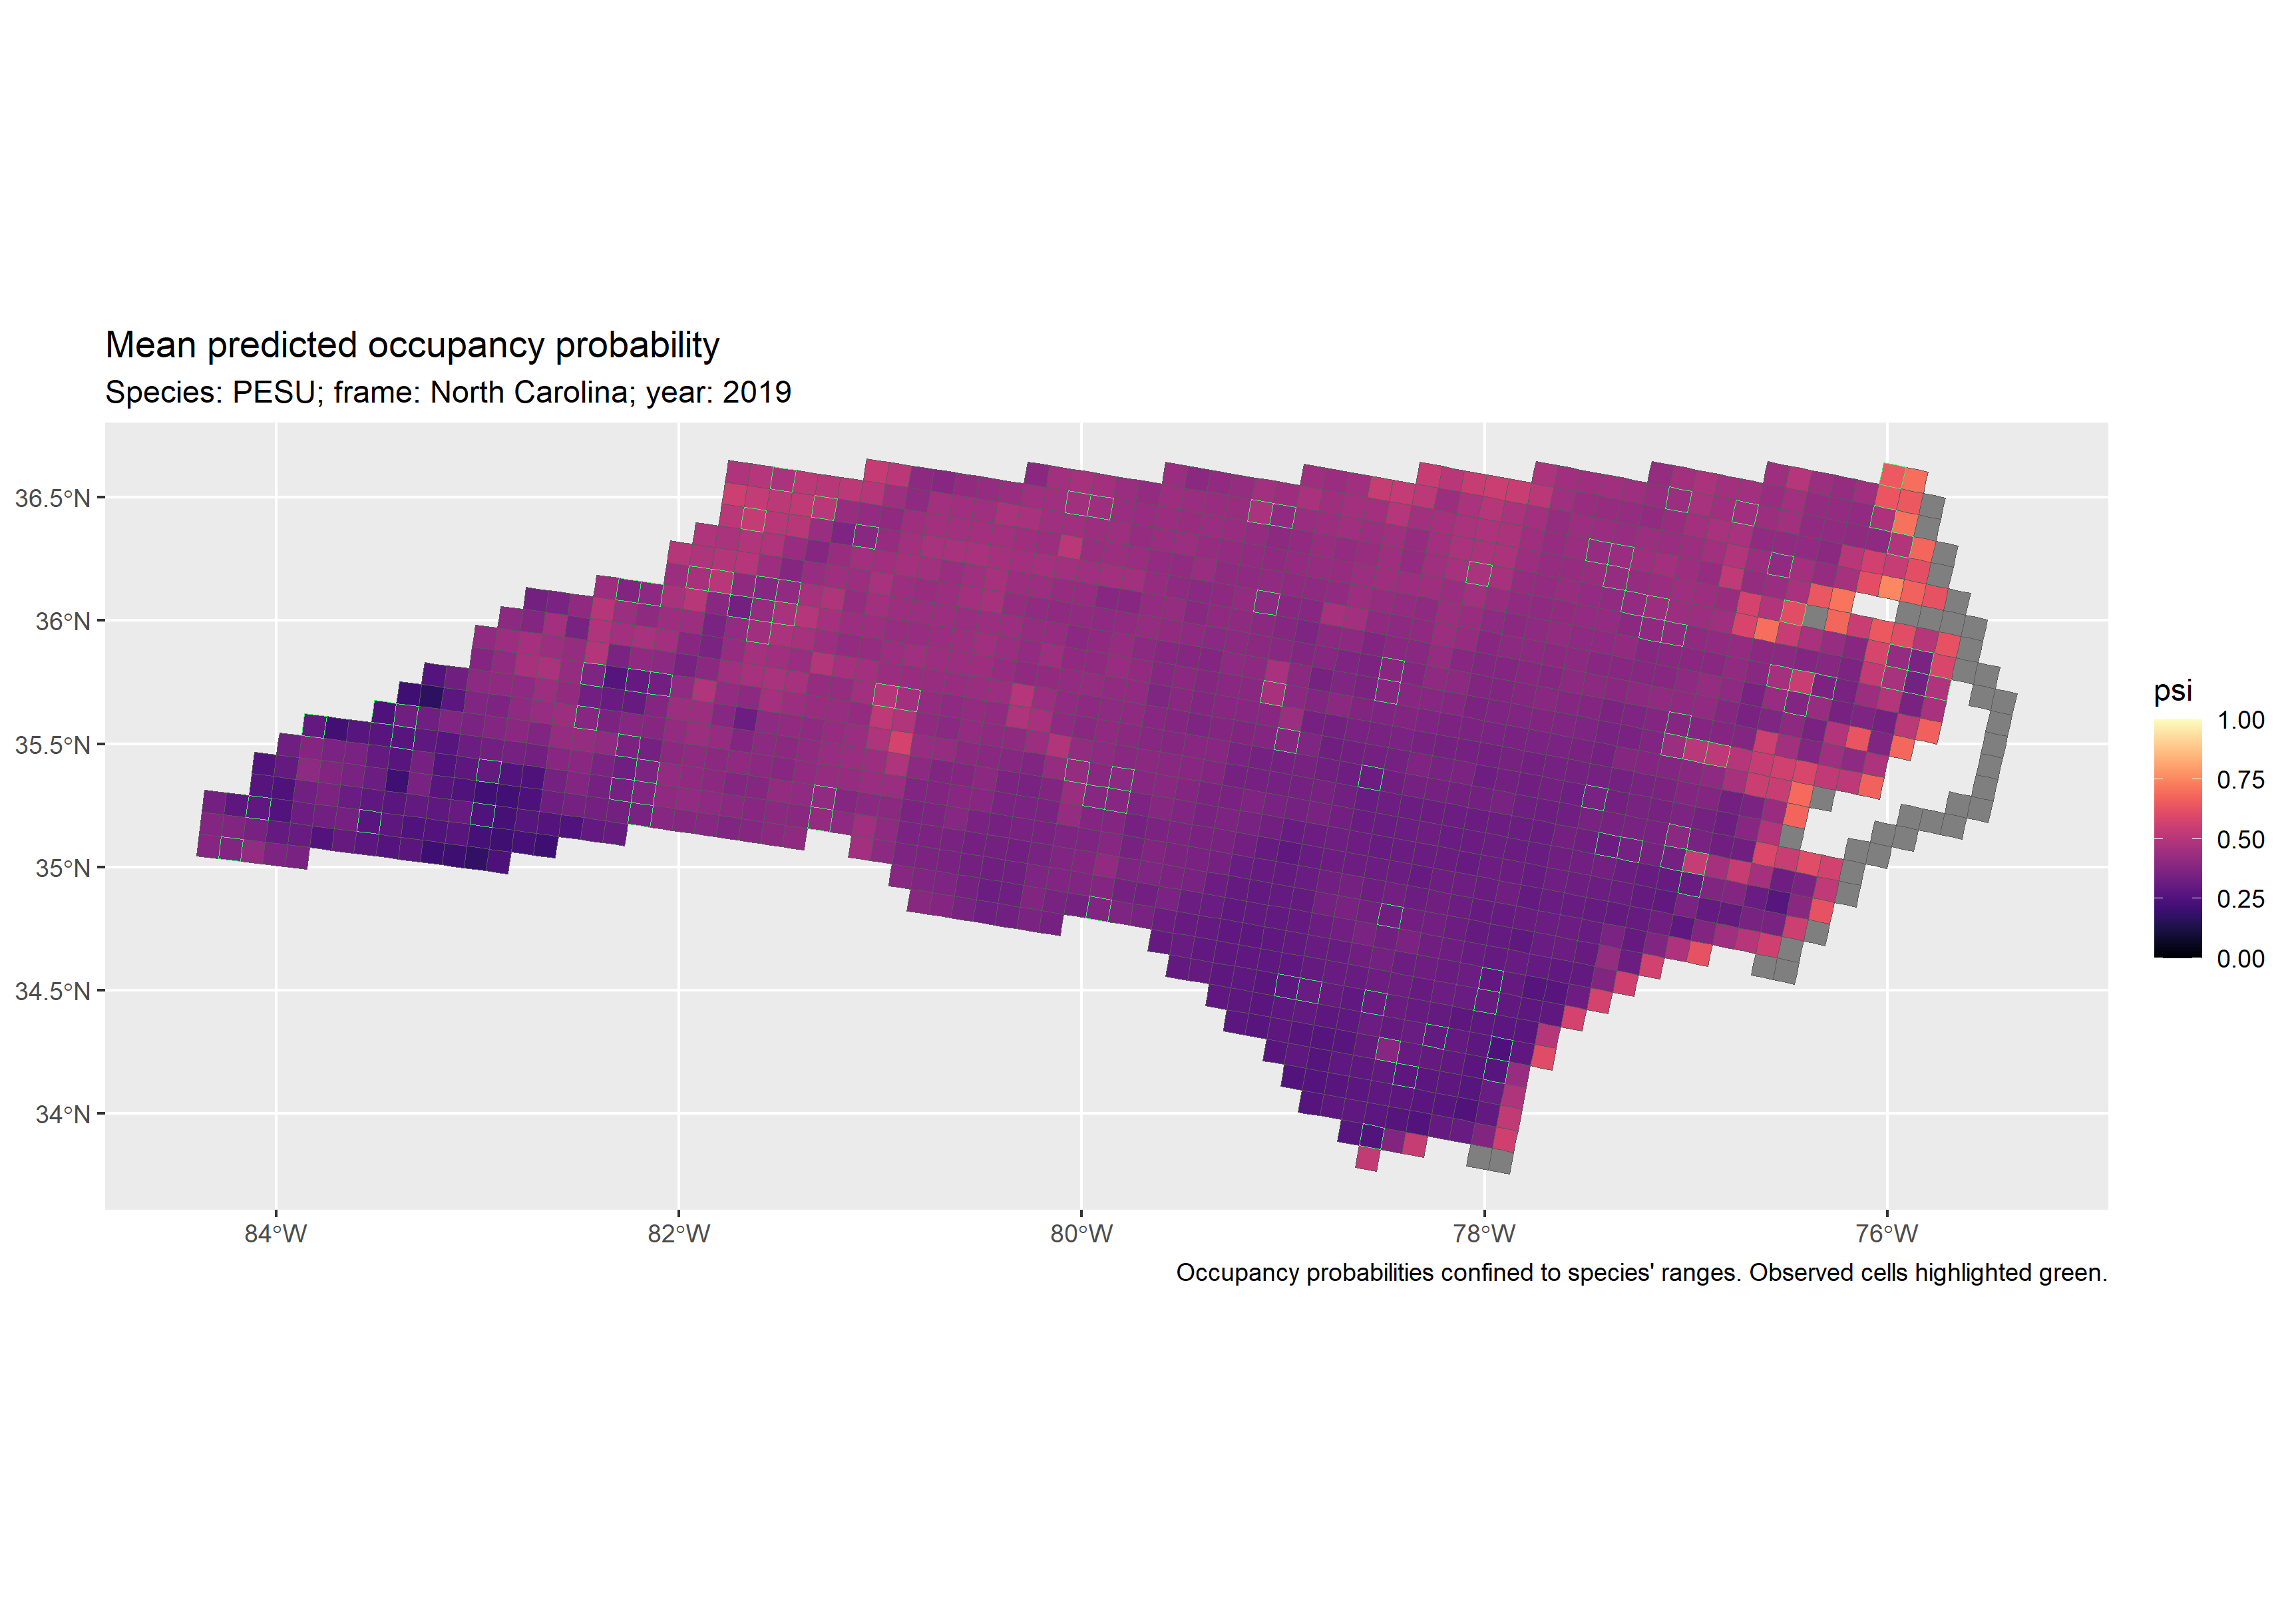 Mean predicted occupancy probability
Species: PESU; frame: North Carolina; year: 2019
36.5°N
36°N
35.5°N
35°N
34.5°N
34°N
84°W
82°W
80°W
78°W
76°W
psi
1.00
0.75
0.50
0.25
0.00
Occupancy probabilities confined to species' ranges. Observed cells highlighted green.